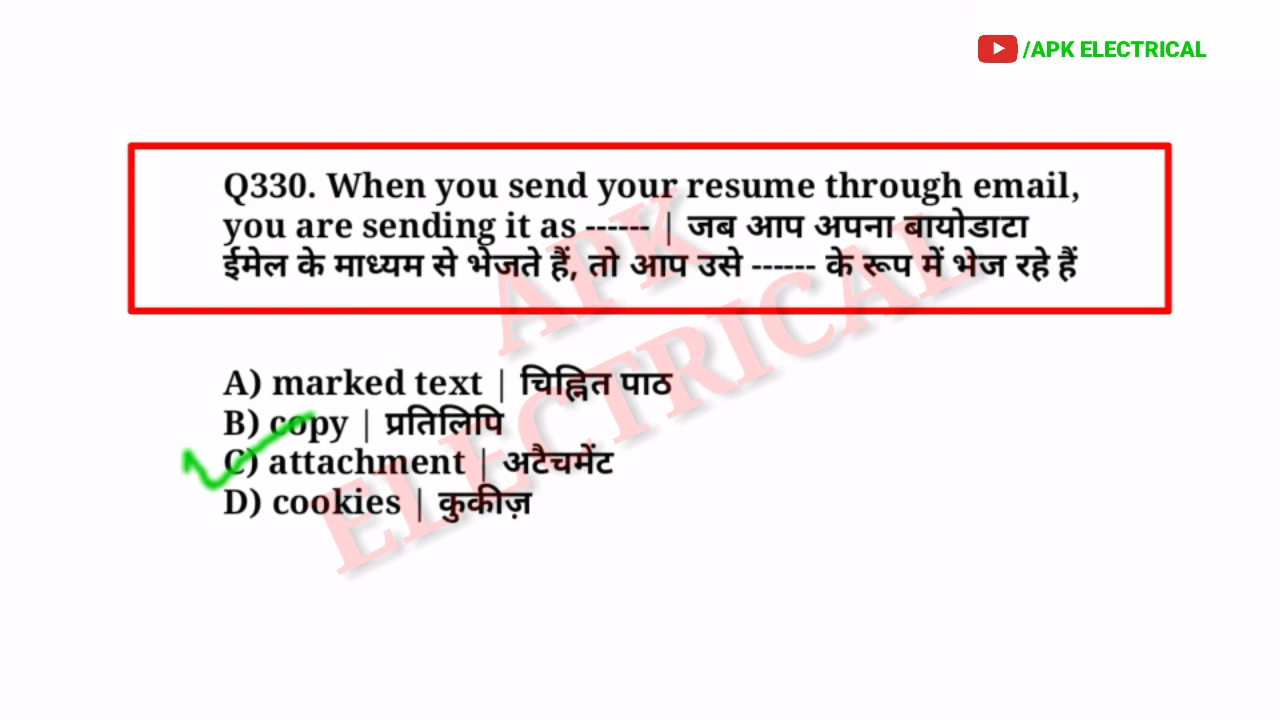 /APK ELECTRICAL
Q330. When you send your resume through email,
you are sending it as ------ | जब आप अपना बायोडाटा
ईमेल के माध्यम से भेजते हैं, तो आप उसे ------ के रूप में भेज रहे हैं
A) marked text | चिह्नित पाठ
B) copy | प्रतिलिपि
C) attachment | अटैचमेंट
D) cookies | कुकीज़
APK
ELECTRICAL